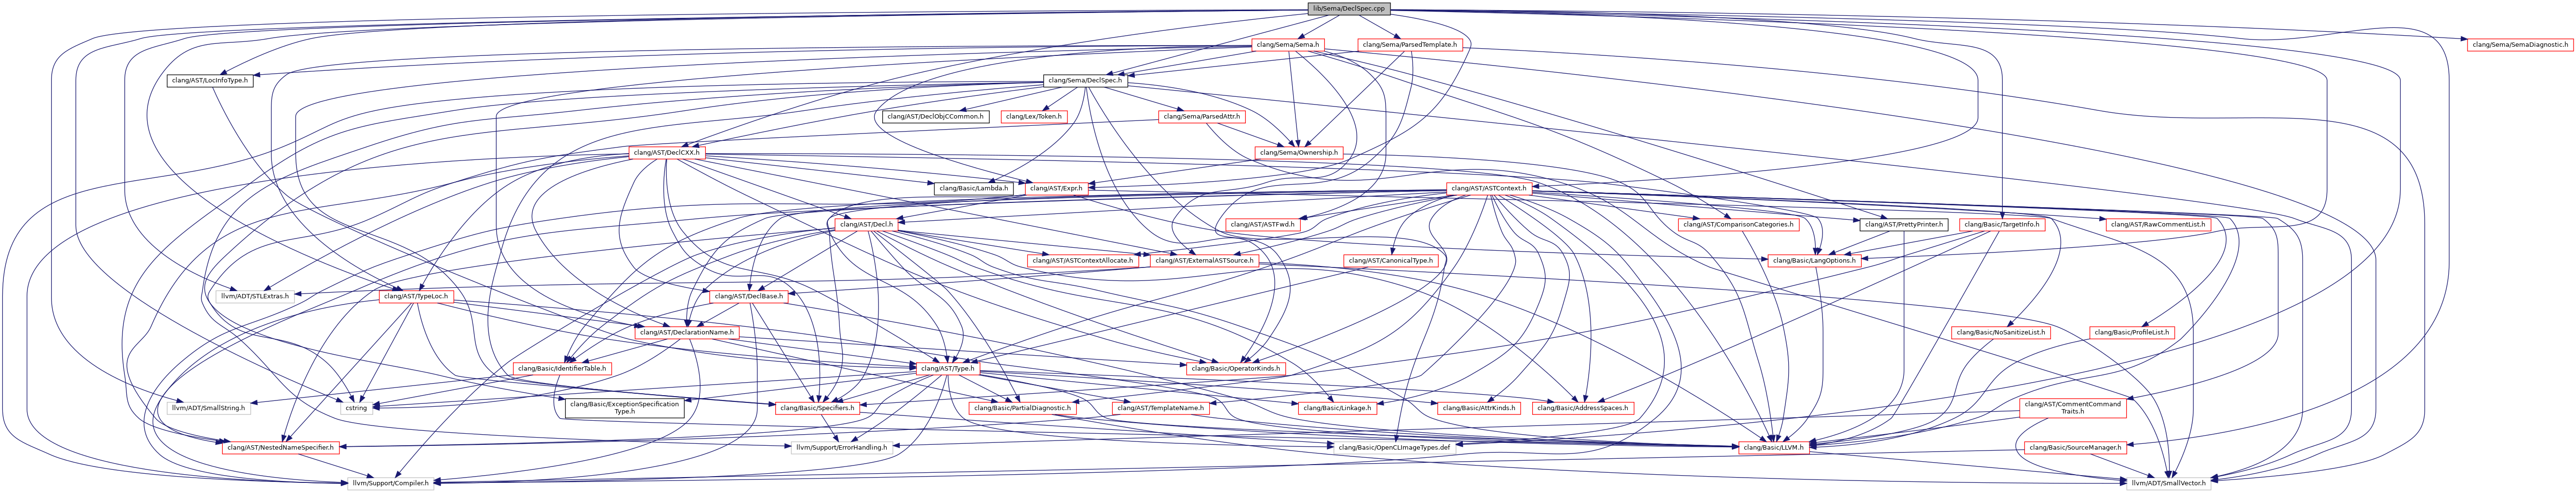 lib/Sema/DeclSpec.cpp
clang/Sema/Sema.h
clang/Sema/ParsedTemplate.h
clang/Sema/SemaDiagnostic.h
clang/AST/LocInfoType.h
clang/Sema/DeclSpec.h
clang/AST/DeclObjCCommon.h
clang/Lex/Token.h
clang/Sema/ParsedAttr.h
clang/AST/DeclCXX.h
clang/Sema/Ownership.h
clang/Basic/Lambda.h
clang/AST/Expr.h
clang/AST/ASTContext.h
clang/AST/Decl.h
clang/AST/ASTFwd.h
clang/AST/ComparisonCategories.h
clang/AST/PrettyPrinter.h
clang/Basic/TargetInfo.h
clang/AST/RawCommentList.h
clang/AST/ASTContextAllocate.h
clang/AST/ExternalASTSource.h
clang/AST/CanonicalType.h
clang/Basic/LangOptions.h
llvm/ADT/STLExtras.h
clang/AST/TypeLoc.h
clang/AST/DeclBase.h
clang/AST/DeclarationName.h
clang/Basic/NoSanitizeList.h
clang/Basic/ProfileList.h
clang/Basic/IdentifierTable.h
clang/AST/Type.h
clang/Basic/OperatorKinds.h
llvm/ADT/SmallString.h
cstring
clang/Basic/ExceptionSpecification
Type.h
clang/Basic/Specifiers.h
clang/Basic/PartialDiagnostic.h
clang/AST/TemplateName.h
clang/Basic/Linkage.h
clang/Basic/AttrKinds.h
clang/Basic/AddressSpaces.h
clang/AST/CommentCommand
Traits.h
clang/AST/NestedNameSpecifier.h
llvm/Support/ErrorHandling.h
clang/Basic/OpenCLImageTypes.def
clang/Basic/LLVM.h
clang/Basic/SourceManager.h
llvm/Support/Compiler.h
llvm/ADT/SmallVector.h